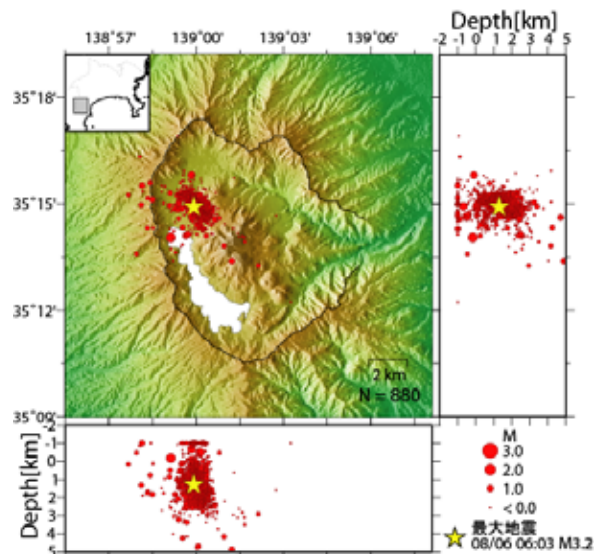 Depth[km]
138°57' 139°00' 139°03' 139°06' -2 -1 0 1 2 3 4 5
35°18'
35°15'
35°12'
35°09'
2 km
N = 880
Depth[km]
-2
-1
0
1
2
3
4
5
M
3.0
2.0
1.0
< 0.0
最大地震
08/06 06:03 M3.2